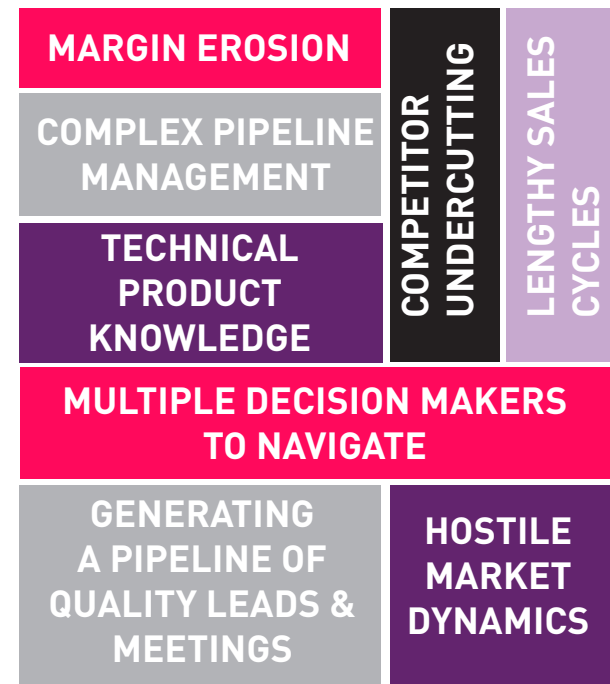 MARGIN EROSION
COMPLEX PIPELINE
MANAGEMENT
TECHNICAL
PRODUCT
KNOWLEDGE
COMPETITOR
UNDERCUTTING
LENGTHY SALES
CYCLES
MULTIPLE DECISION MAKERS
TO NAVIGATE
GENERATING
A PIPELINE OF
QUALITY LEADS &
MEETINGS
HOSTILE
MARKET
DYNAMICS